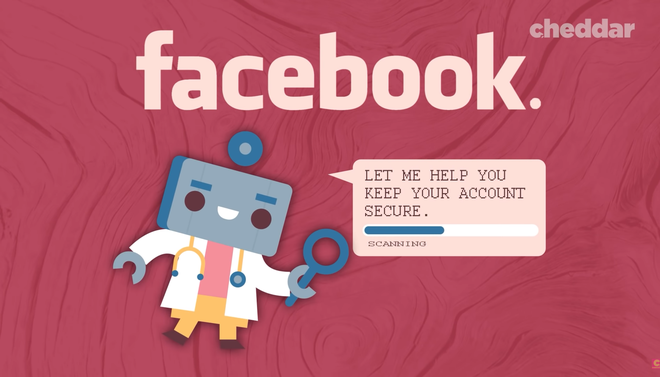 cheddar
facebook.
LET ME HELP YOU
KEEP YOUR ACCOUNT
SECURE.
SCANNING